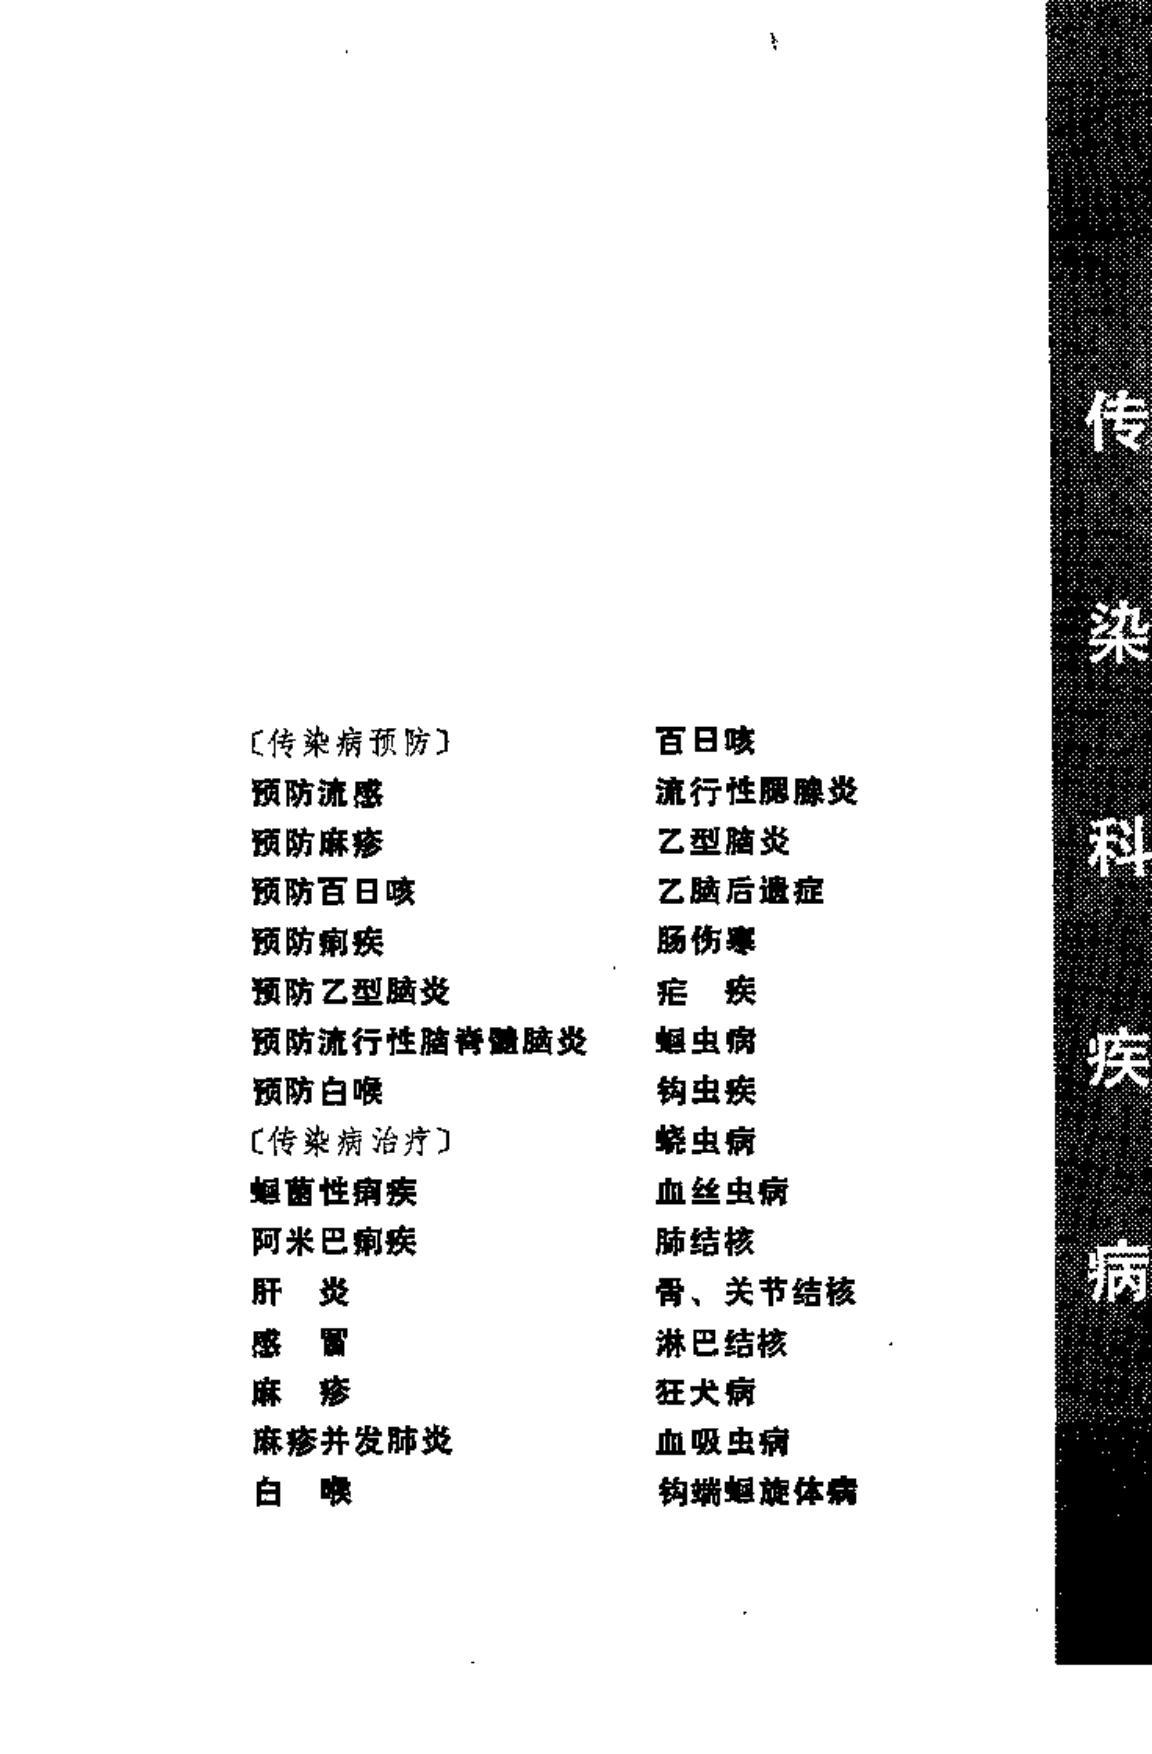 〔传染病预防〕
预防流感
预防麻疹
预防百日咳
预防痢疾
预防乙型脑炎
预防流行性脑脊髓脑炎
预防白喉
〔传染病治疗〕
蛔菌性痢疾
阿米巴痢疾
肝　炎
感　冒
麻　疹
麻疹并发肺炎
白　喉
百日咳
流行性腮腺炎
乙型脑炎
乙脑后遗症
肠伤寒
疟　疾
蛔虫病
钩虫疾
蛲虫病
血丝虫病
肺结核
骨、关节结核
淋巴结核
狂犬病
血吸虫病
钩端蛔旋体病
传染科疾病